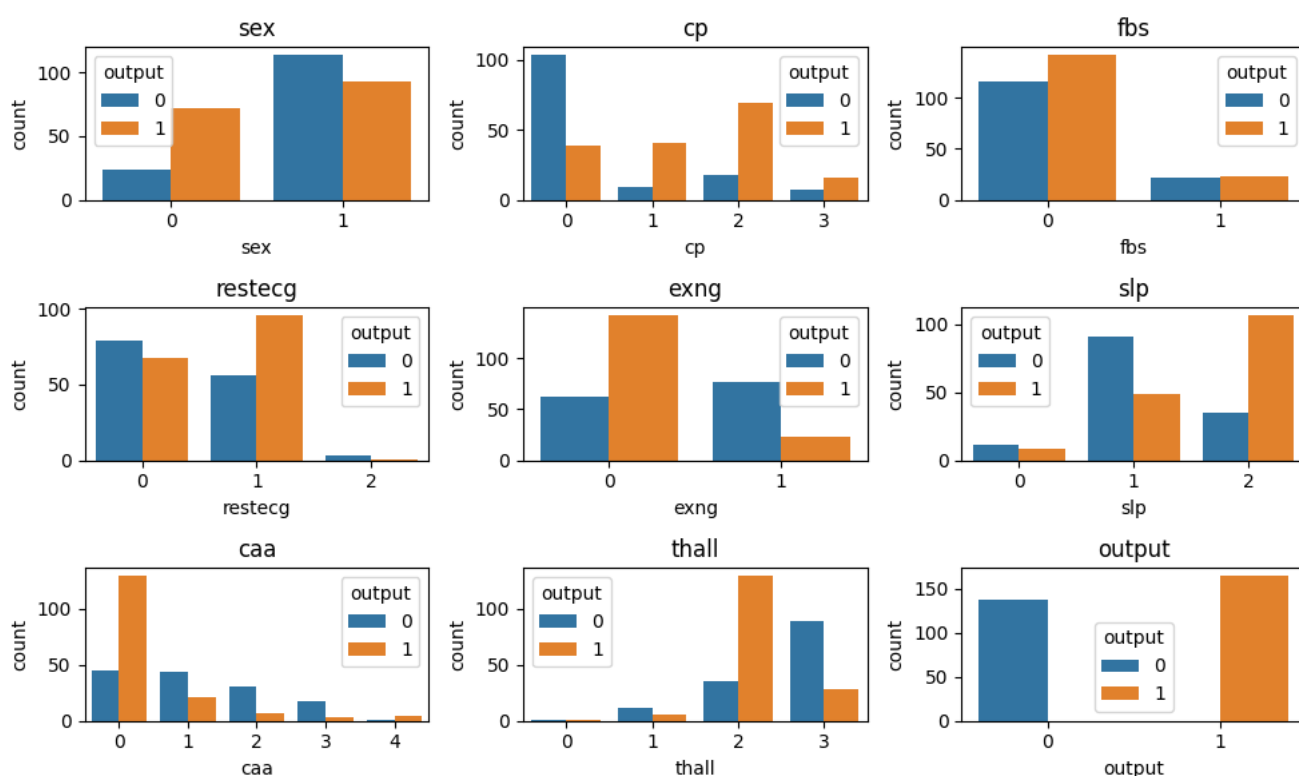 sex
count
100
50
0
output
0
1
0 1
sex
cp
count
100
50
0
output
0
1
0 1 2 3
cp
fbs
count
100
50
0
output
0
1
0 1
fbs
restecg
count
100
50
0
output
0
1
0 1 2
restecg
exng
count
100
50
0
output
0
1
0 1
exng
slp
count
100
50
0
output
0
1
0 1 2
slp
caa
count
100
50
0
output
0
1
0 1 2 3 4
caa
thall
count
100
50
0
output
0
1
0 1 2 3
thall
output
count
150
100
50
0
output
0
1
0 1
output